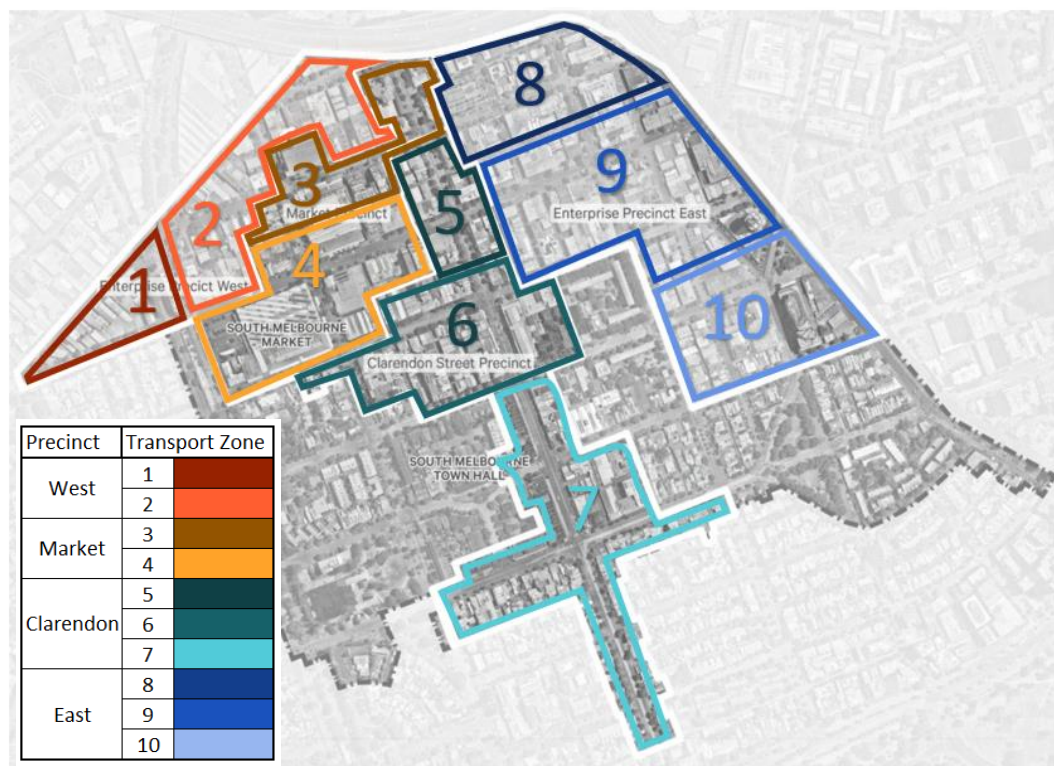 8
9
3
Market Precinct
2
5
Enterprise Precinct East
4
1
Enterprise Precict West
10
SOUTH MELBOURNE
MARKET
6
Clarendon Street Precinct
SOUTH MELBOURNE
TOWN HALL
7
Precinct Transport Zone
West 1
2
Market 3
4
Clarendon 5
6
7
East 8
9
10